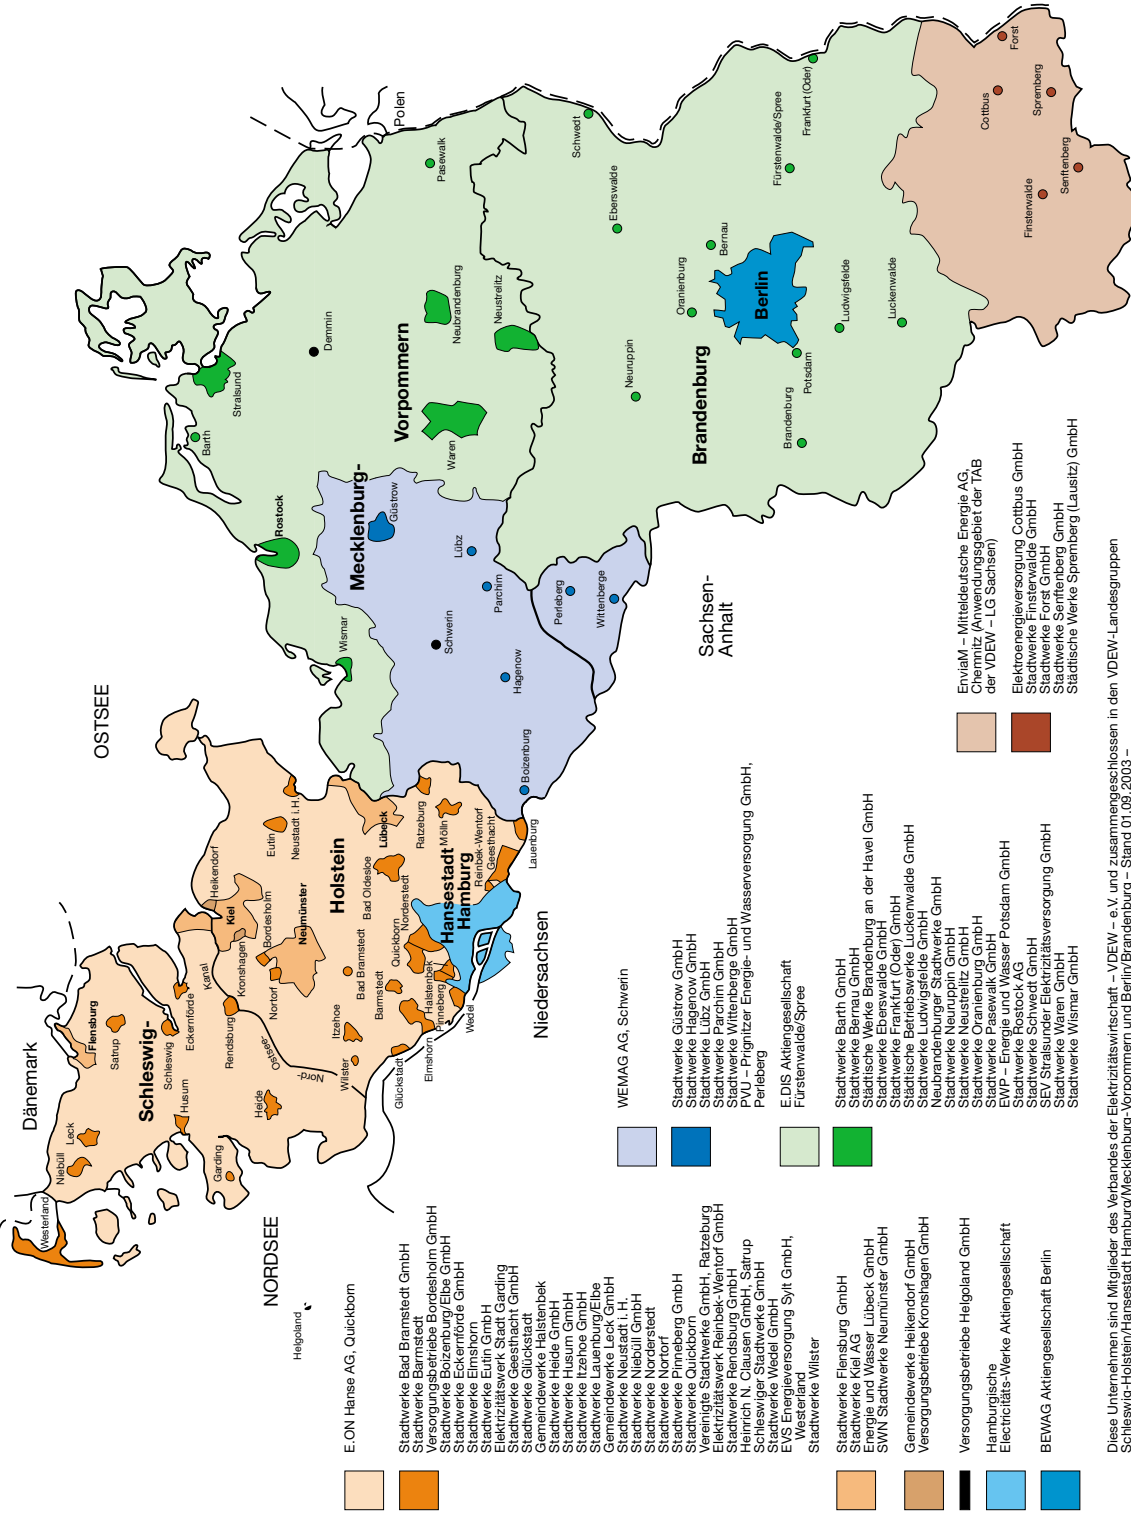 Dänemark
OSTSEE
NORDSEE
Helgoland
Westerland
Niebüll
Leck
Flensburg
Satrup
Schleswig-
Schleswig
Husum
Eckernförde
Garding
Kanal
Rendsburg
Ostsee-
Nord-
Heide
Heikendorf
Kiel
Kronshagen
Bordesholm
Nortorf
Neumünster
Eutin
Neustadt i.H.
Holstein
Lübeck
Bad Oldesloe
Bad Bramstedt
Itzehoe
Wilster
Glückstadt
Barmstedt
Quickborn
Norderstedt
Elmshorn
Halstenbek
Pinneberg
Wedel
Hansestadt
Hamburg
Ratzeburg
Mölln
Reinbek-Wentorf
Geesthacht
Lauenburg
Niedersachsen
Boizenburg
Hagenow
Schwerin
Parchim
Lübz
Güstrow
Perleberg
Wittenberge
Mecklenburg-
Vorpommern
Wismar
Rostock
Barth
Stralsund
Demmin
Waren
Neubrandenburg
Neustrelitz
Pasewalk
Polen
Schwedt
Eberswalde
Bernau
Oranienburg
Neuruppin
Brandenburg
Berlin
Brandenburg
Potsdam
Ludwigsfelde
Luckenwalde
Fürstenwalde/Spree
Frankfurt (Oder)
Cottbus
Forst
Spremberg
Senftenberg
Finsterwalde
Sachsen-
Anhalt
E.ON Hanse AG, Quickborn
Stadtwerke Bad Bramstedt GmbH
Stadtwerke Barmstedt
Versorgungsbetriebe Bordesholm GmbH
Stadtwerke Boizenburg/Elbe GmbH
Stadtwerke Eckernförde GmbH
Stadtwerke Elmshorn
Stadtwerke Eutin GmbH
Elektrizitätswerk Stadt Garding
Stadtwerke Geesthacht GmbH
Stadtwerke Glückstadt
Gemeindewerke Halstenbek
Stadtwerke Heide GmbH
Stadtwerke Husum GmbH
Stadtwerke Itzehoe GmbH
Stadtwerke Lauenburg/Elbe
Gemeindewerke Leck GmbH
Stadtwerke Neustadt i. H.
Stadtwerke Niebüll GmbH
Stadtwerke Norderstedt
Stadtwerke Nortorf
Stadtwerke Pinneberg GmbH
Stadtwerke Quickborn
Vereinigte Stadtwerke GmbH, Ratzeburg
Elektrizitätswerk Reinbek-Wentorf GmbH
Stadtwerke Rendsburg GmbH
Heinrich N. Clausen GmbH, Satrup
Schleswiger Stadtwerke GmbH
Stadtwerke Wedel GmbH
EVS Energieversorgung Sylt GmbH,
Westerland
Stadtwerke Wilster
Stadtwerke Flensburg GmbH
Stadtwerke Kiel AG
Energie und Wasser Lübeck GmbH
SWN Stadtwerke Neumünster GmbH
Gemeindewerke Heikendorf GmbH
Versorgungsbetriebe Kronshagen GmbH
Versorgungsbetriebe Helgoland GmbH
Hamburgische
Electricitäts-Werke Aktiengesellschaft
BEWAG Aktiengesellschaft Berlin
WEMAG AG, Schwerin
Stadtwerke Güstrow GmbH
Stadtwerke Hagenow GmbH
Stadtwerke Lübz GmbH
Stadtwerke Parchim GmbH
Stadtwerke Wittenberge GmbH
PVU – Prignitzer Energie- und Wasserversorgung GmbH,
Perleberg
E.DIS Aktiengesellschaft
Fürstenwalde/Spree
Stadtwerke Barth GmbH
Stadtwerke Bernau GmbH
Städtische Werke Brandenburg an der Havel GmbH
Stadtwerke Eberswalde GmbH
Stadtwerke Frankfurt (Oder) GmbH
Städtische Betriebswerke Luckenwalde GmbH
Stadtwerke Ludwigsfelde GmbH
Neubrandenburger Stadtwerke GmbH
Stadtwerke Neuruppin GmbH
Stadtwerke Neustrelitz GmbH
Stadtwerke Oranienburg GmbH
Stadtwerke Pasewalk GmbH
EWP – Energie und Wasser Potsdam GmbH
Stadtwerke Rostock AG
Stadtwerke Schwedt GmbH
SEV Stralsunder Elektrizitätsversorgung GmbH
Stadtwerke Waren GmbH
Stadtwerke Wismar GmbH
EnviaM – Mitteldeutsche Energie AG,
Chemnitz (Anwendungsgebiet der TAB
der VDEW – LG Sachsen)
Elektroenergieversorgung Cottbus GmbH
Stadtwerke Finsterwalde GmbH
Stadtwerke Forst GmbH
Stadtwerke Senftenberg GmbH
Städtische Werke Spremberg (Lausitz) GmbH
Diese Unternehmen sind Mitglieder des Verbandes der Elektrizitätswirtschaft – VDEW – e.V. und zusammengeschlossen in den VDEW-Landesgruppen
Schleswig-Holstein/Hansestadt Hamburg/Mecklenburg-Vorpommern und Berlin/Brandenburg – Stand 01.09.2003 –